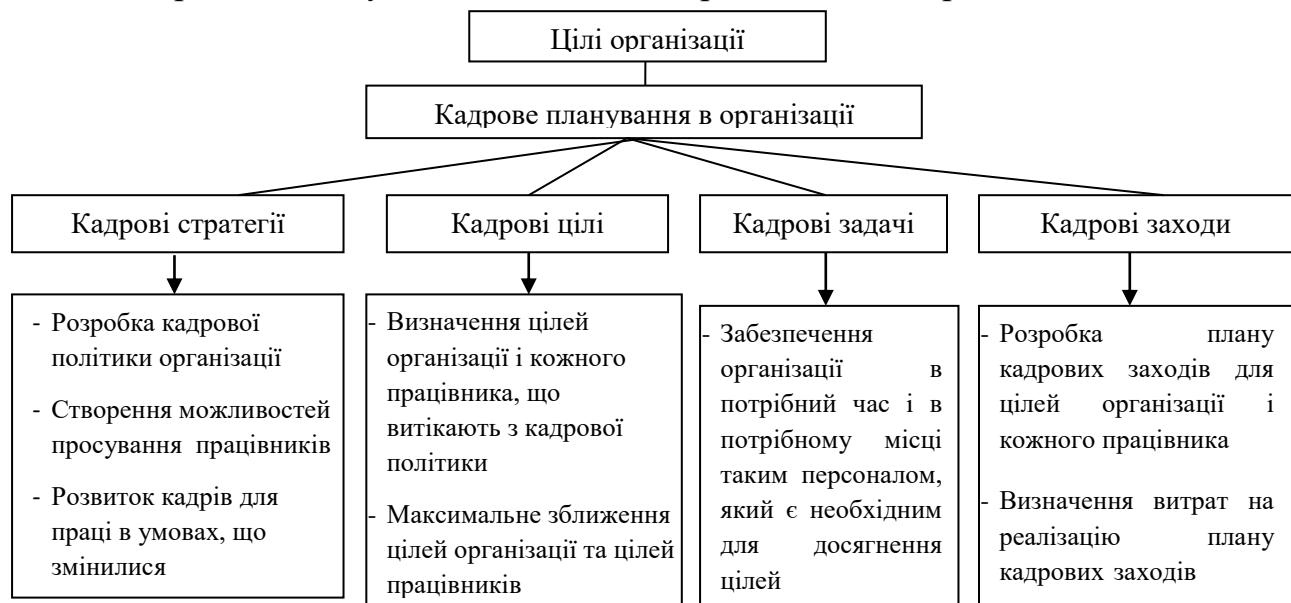 Цілі організації
Кадрове планування в організації
Кадрові стратегії
Кадрові цілі
Кадрові задачі
Кадрові заходи
- Розробка кадрової
політики організації
- Створення можливостей
просування працівників
- Розвиток кадрів для
праці в умовах, що
змінилися
- Визначення цілей
організації і кожного
працівника, що
витікають з кадрової
політики
- Максимальне зближення
цілей організації та цілей
працівників
- Забезпечення
організації в
потрібний час і в
потрібному місці
таким персоналом,
який є необхідним
для досягнення
цілей
- Розробка плану
кадрових заходів для
цілей організації і
кожного працівника
- Визначення витрат на
реалізацію плану
кадрових заходів